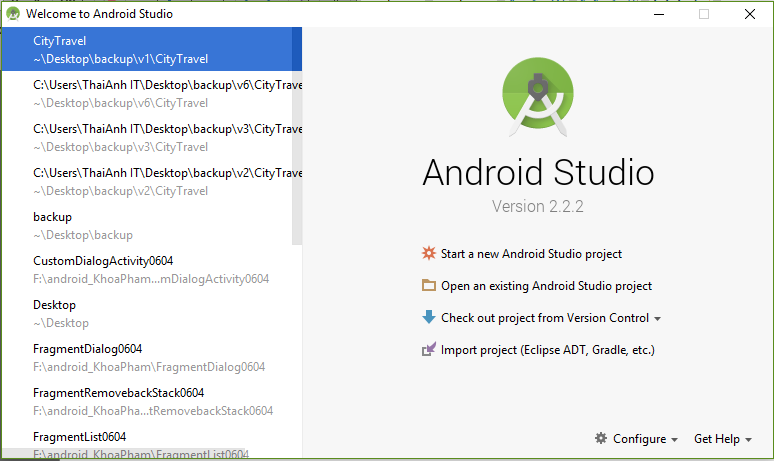 Welcome to Android Studio
CityTravel
~\Desktop\backup\v1\CityTravel
C:\Users\ThaiAnh IT\Desktop\backup\v6\CityTrave
~\Desktop\backup\v6\CityTravel
C:\Users\ThaiAnh IT\Desktop\backup\v3\CityTrave
~\Desktop\backup\v3\CityTravel
C:\Users\ThaiAnh IT\Desktop\backup\v2\CityTrave
~\Desktop\backup\v2\CityTravel
backup
~\Desktop\backup
CustomDialogActivity0604
F:\android_KhoaPham...mDialogActivity0604
Desktop
~\Desktop
FragmentDialog0604
F:\android_KhoaPham\FragmentDialog0604
FragmentRemovebackStack0604
F:\android_KhoaPha...tRemovebackStack0604
FragmentList0604
F:\android_KhoaPham\FragmentList0604
Android Studio
Version 2.2.2
Start a new Android Studio project
Open an existing Android Studio project
Check out project from Version Control
Import project (Eclipse ADT, Gradle, etc.)
Configure
Get Help